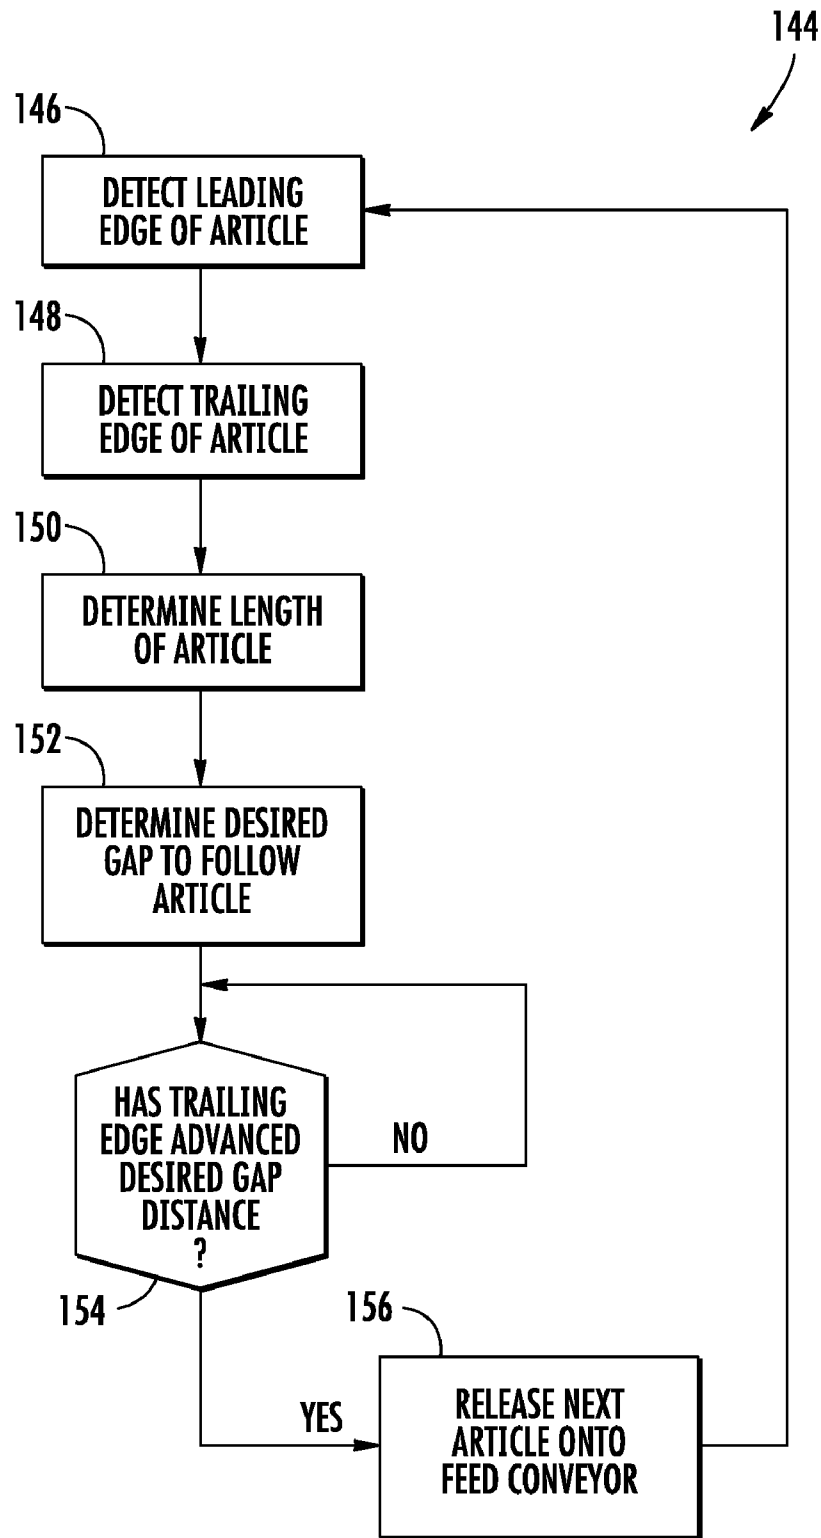 144
146
DETECT LEADING
EDGE OF ARTICLE
148
DETECT TRAILING
EDGE OF ARTICLE
150
DETERMINE LENGTH
OF ARTICLE
152
DETERMINE DESIRED
GAP TO FOLLOW
ARTICLE
HAS TRAILING
EDGE ADVANCED
DESIRED GAP
DISTANCE
?
NO
154
YES
156
RELEASE NEXT
ARTICLE ONTO
FEED CONVEYOR